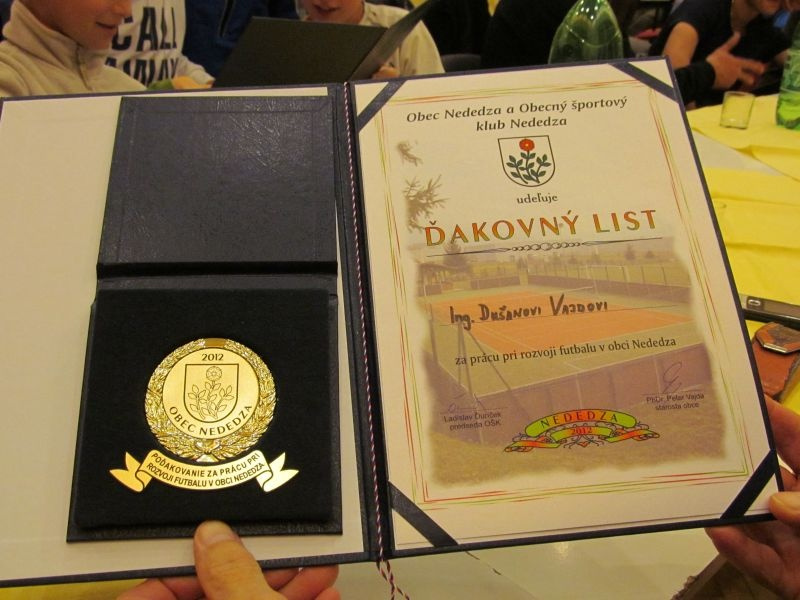 CALI
2012
OBEC NEDEDZA
POĎAKOVANIE ZA PRÁCU PRI
ROZVOJI FUTBALU V OBCI NEDEDZA
Obec Nededza a Obecný športový
klub Nededza
udeľuje
ĎAKOVNÝ LIST
Ing. DUŠANOVI VAJDOVI
za prácu pri rozvoji futbalu v obci Nededza
Ladislav Ďuriček
predseda OŠK
PhDr. Peter Vajda
starosta obce
NEDEDZA
2012